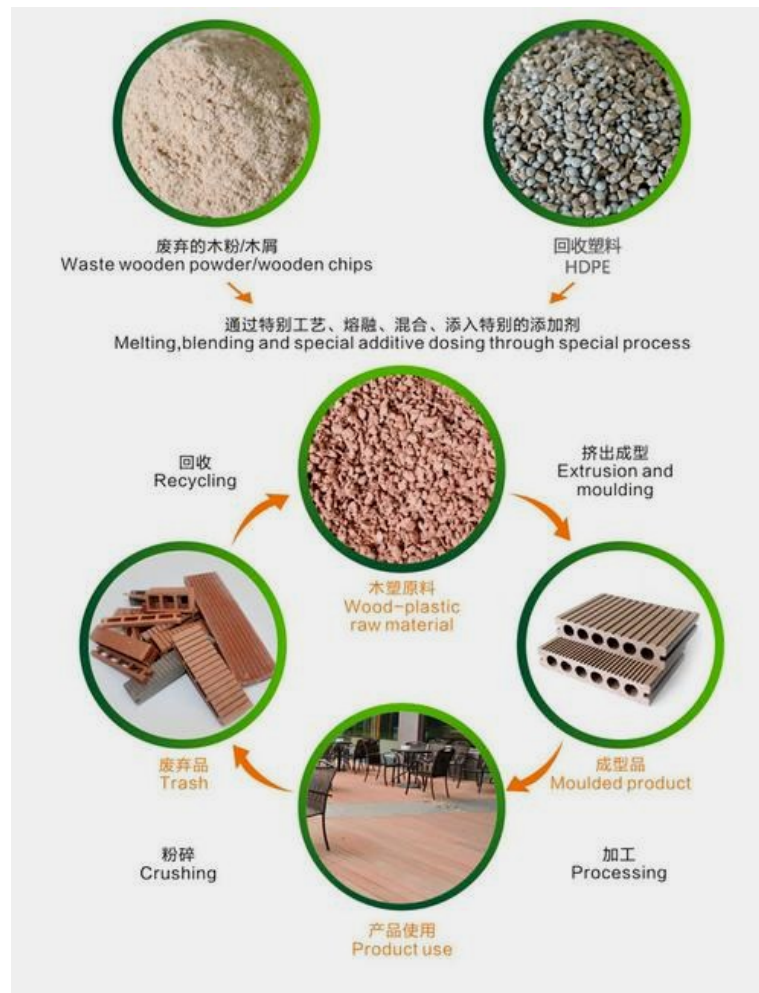 废弃的木粉/木屑
Waste wooden powder/wooden chips
回收塑料
HDPE
通过特别工艺、熔融、混合、添入特别的添加剂
Melting,blending and special additive dosing through special process
回收
Recycling
挤出成型
Extrusion and
moulding
木塑原料
Wood-plastic
raw material
废弃品
Trash
成型品
Moulded product
粉碎
Crushing
加工
Processing
产品使用
Product use